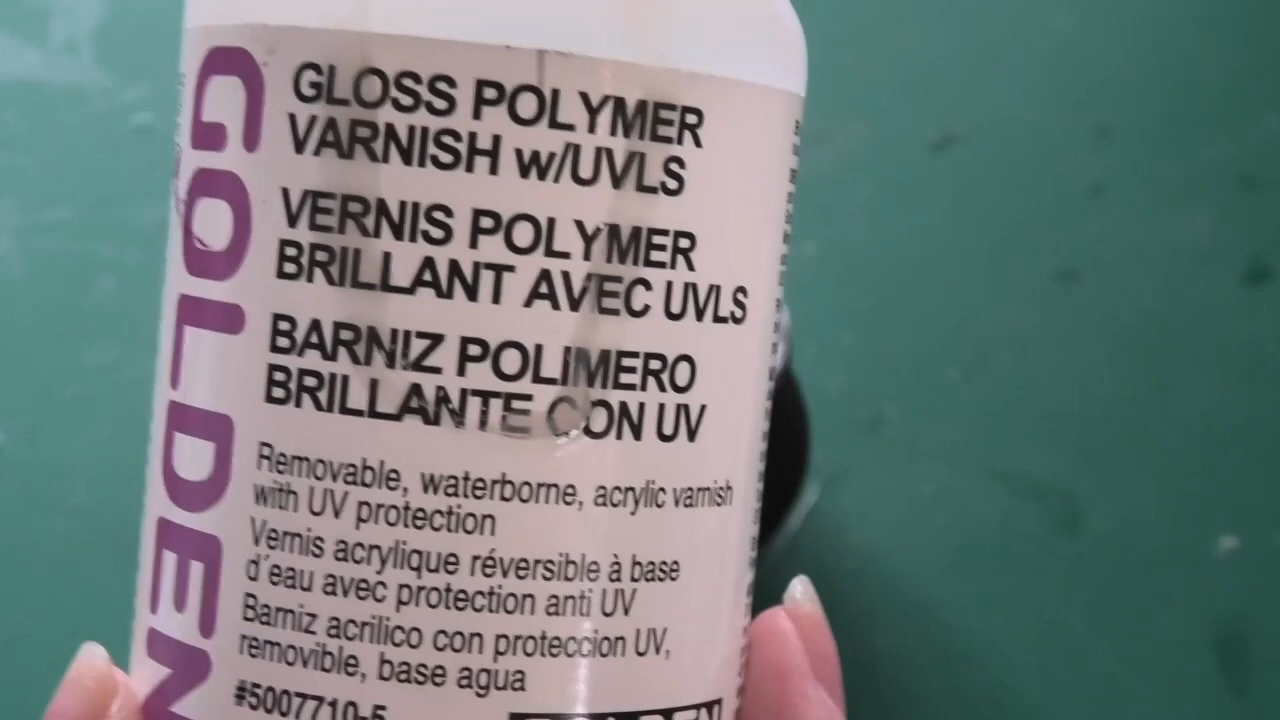 GOLDEN
GLOSS POLYMER
VARNISH w/UVLS
VERNIS POLYMER
BRILLANT AVEC UVLS
BARNIZ POLIMERO
BRILLANTE CON UV
Removable, waterborne, acrylic varnish
with UV protection
Vernis acrylique réversible à base
d´eau avec protection anti UV
Barniz acrilico con proteccion UV,
removible, base agua
#5007710-5
GOLDEN